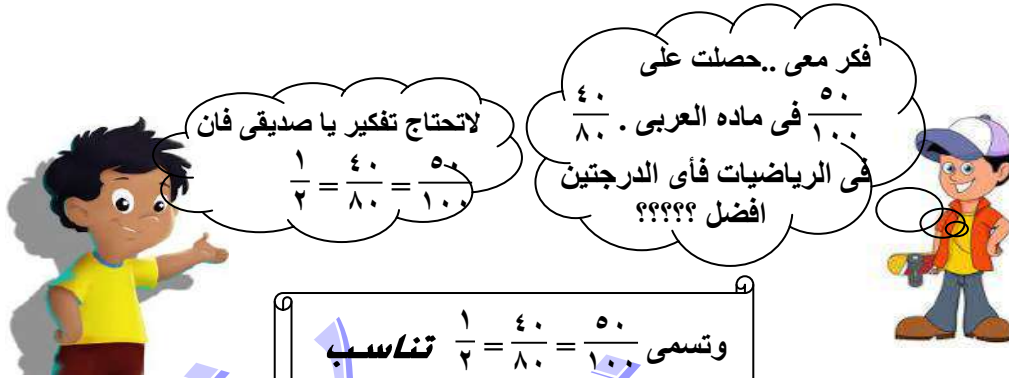 فكر معى ..حصلت على
٥٠/١٠٠ فى ماده العربى . ٤٠/٨٠
فى الرياضيات فأى الدرجتين
افضل ؟؟؟؟؟
لاتحتاج تفكير يا صديقى فان
٥٠/١٠٠ = ٤٠/٨٠ = ١/٢
وتسمى ٥٠/١٠٠ = ٤٠/٨٠ = ١/٢ تناسب